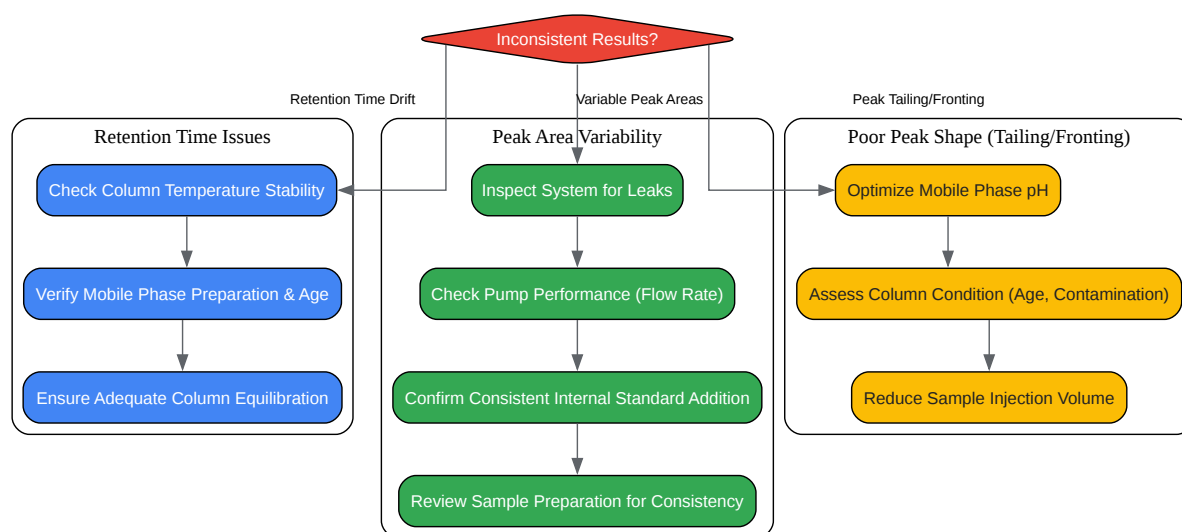 Inconsistent Results?
Retention Time Drift
Variable Peak Areas
Peak Tailing/Fronting
Retention Time Issues
Check Column Temperature Stability
Verify Mobile Phase Preparation & Age
Ensure Adequate Column Equilibration
Peak Area Variability
Inspect System for Leaks
Check Pump Performance (Flow Rate)
Confirm Consistent Internal Standard Addition
Review Sample Preparation for Consistency
Poor Peak Shape (Tailing/Fronting)
Optimize Mobile Phase pH
Assess Column Condition (Age, Contamination)
Reduce Sample Injection Volume